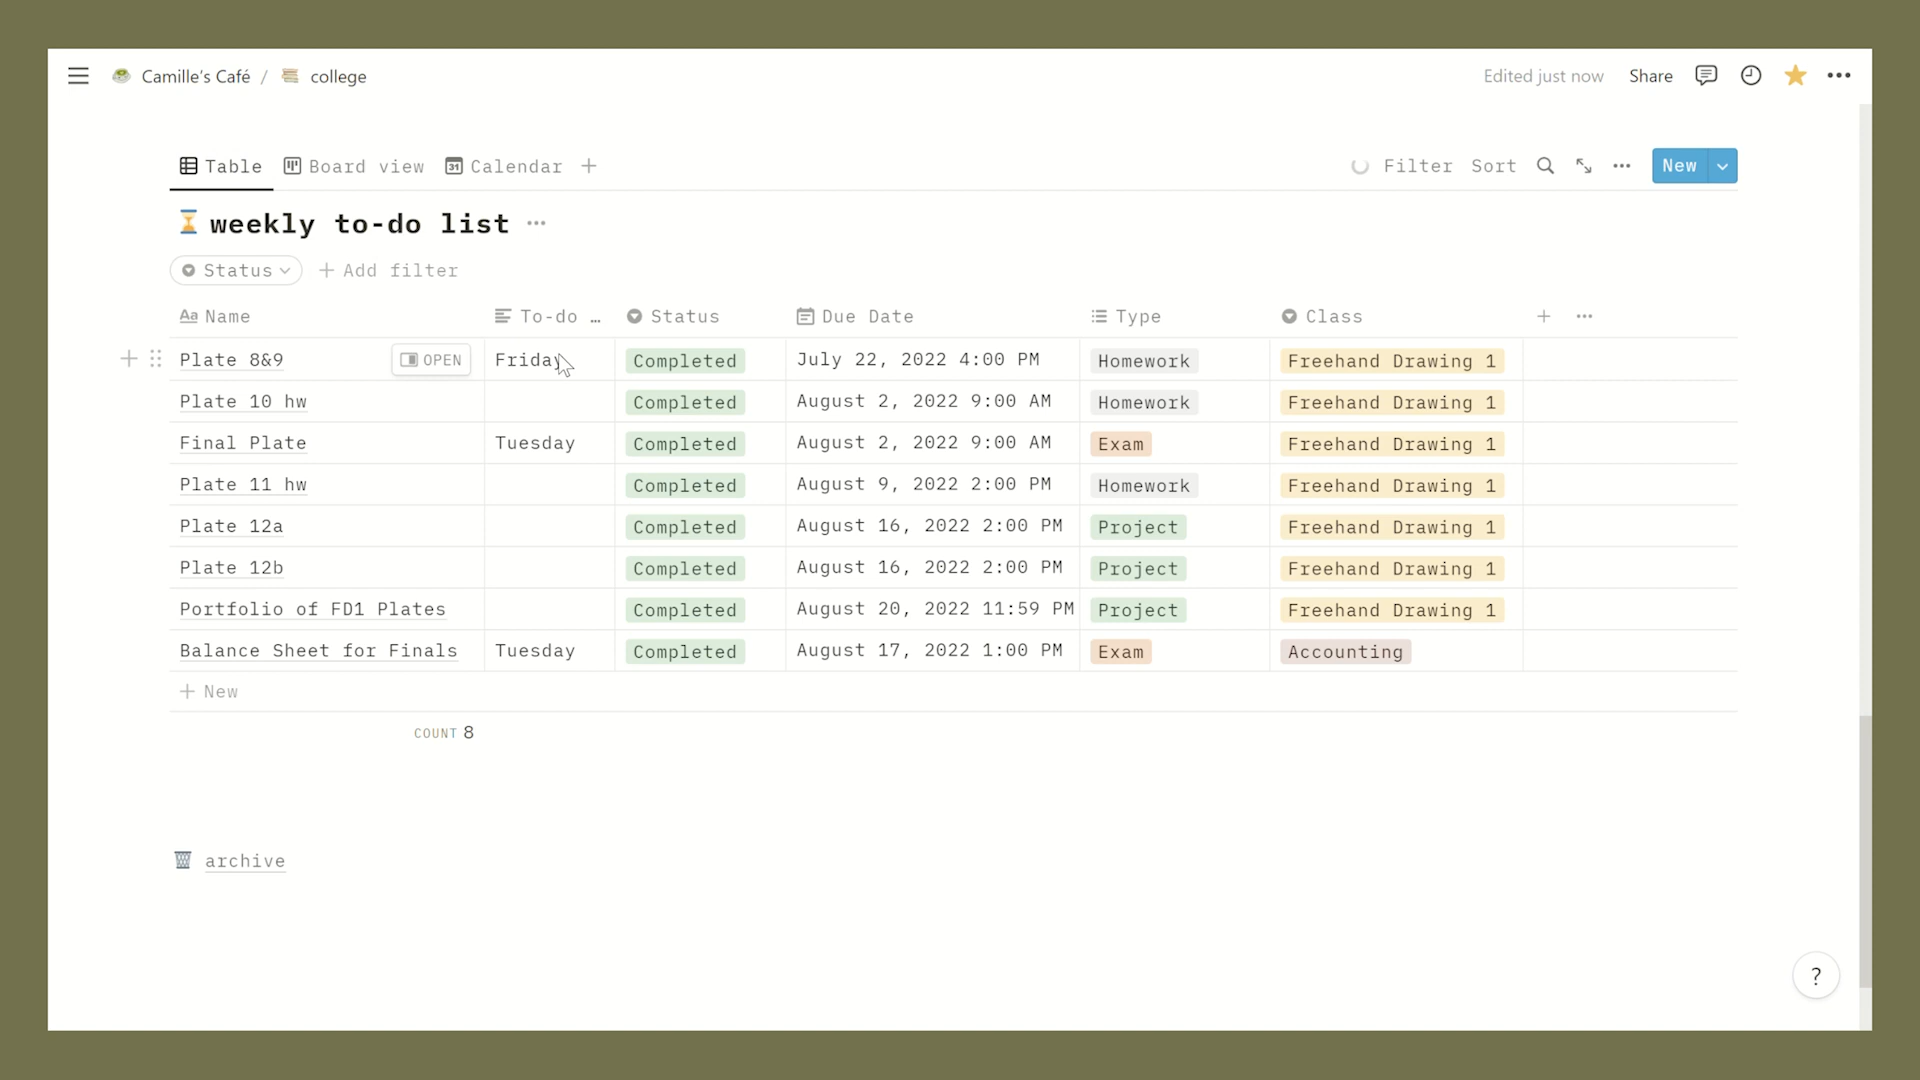 Camille's Café / college Edited just now Share
Table Board view 31 Calendar Filter Sort New
weekly to-do list
Status Add filter
Aa Name To-do … Status Due Date Type Class
Plate 8&9 OPEN Friday Completed July 22, 2022 4:00 PM Homework Freehand Drawing 1
Plate 10 hw Completed August 2, 2022 9:00 AM Homework Freehand Drawing 1
Final Plate Tuesday Completed August 2, 2022 9:00 AM Exam Freehand Drawing 1
Plate 11 hw Completed August 9, 2022 2:00 PM Homework Freehand Drawing 1
Plate 12a Completed August 16, 2022 2:00 PM Project Freehand Drawing 1
Plate 12b Completed August 16, 2022 2:00 PM Project Freehand Drawing 1
Portfolio of FD1 Plates Completed August 20, 2022 11:59 PM Project Freehand Drawing 1
Balance Sheet for Finals Tuesday Completed August 17, 2022 1:00 PM Exam Accounting
+ New
COUNT 8
archive
?